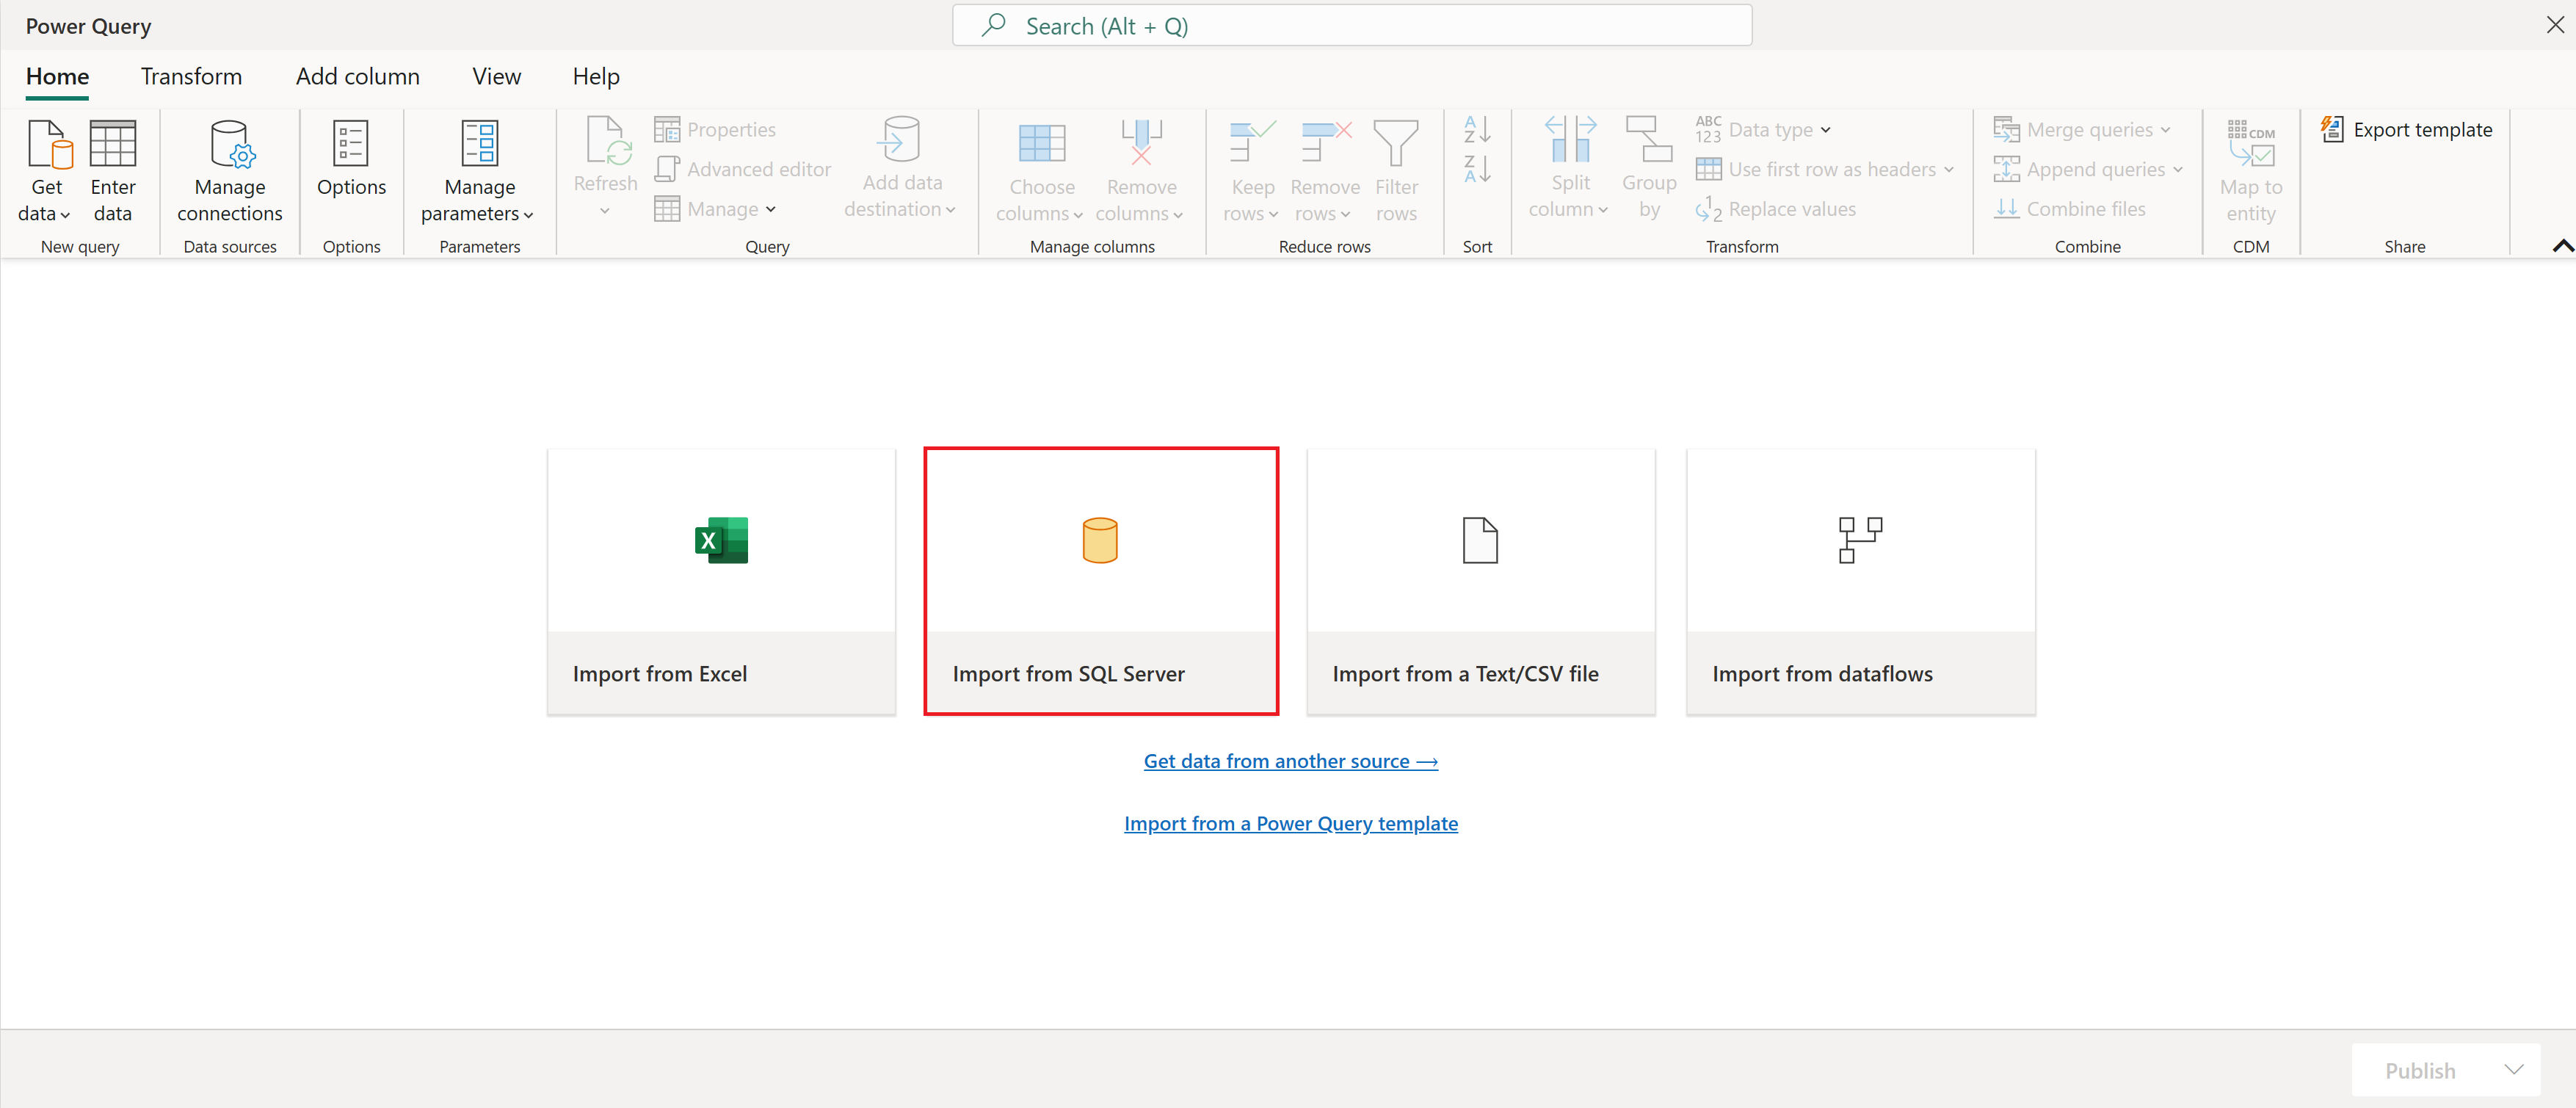 Power Query
Search (Alt + Q)
Home Transform Add column View Help
Get data
Enter data
New query
Manage connections
Data sources
Options
Options
Manage parameters
Parameters
Refresh
Properties
Advanced editor
Manage
Add data destination
Query
Choose columns
Remove columns
Manage columns
Keep rows
Remove rows
Filter rows
Reduce rows
A
Z
Z
A
Sort
Split column
Group by
ABC
123
Data type
Use first row as headers
1
2
Replace values
Transform
Merge queries
Append queries
Combine files
Combine
CDM
Map to entity
CDM
Export template
Share
X
Import from Excel
Import from SQL Server
Import from a Text/CSV file
Import from dataflows
Get data from another source →
Import from a Power Query template
Publish